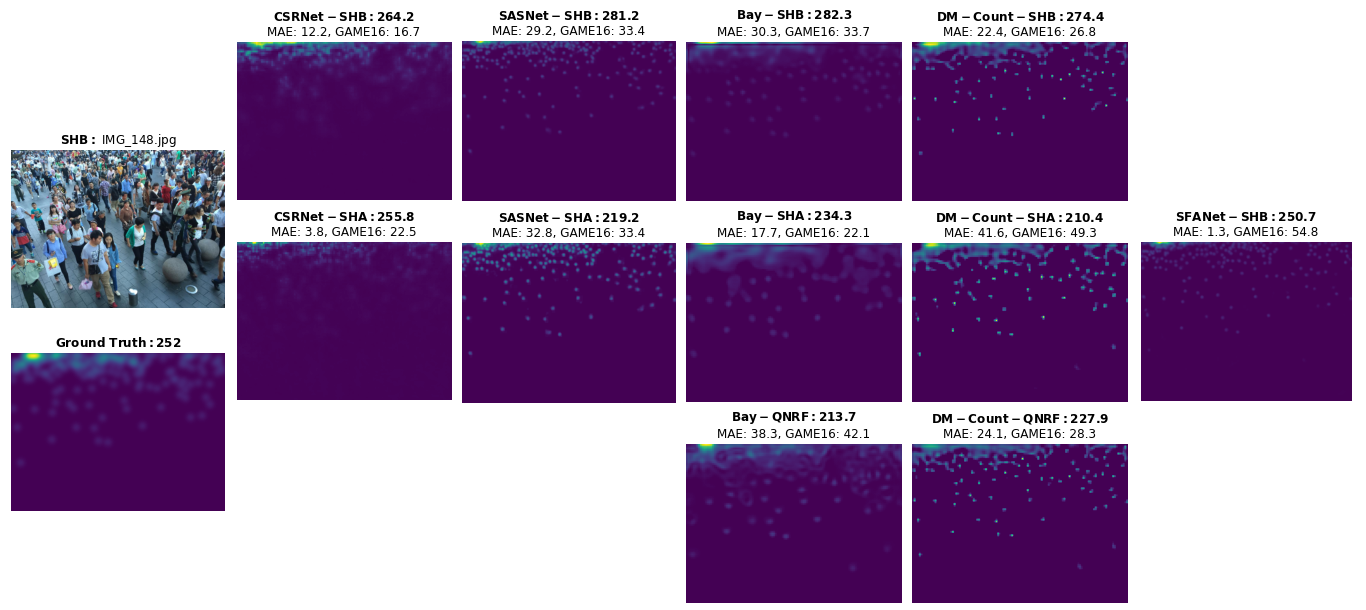 CSRNet − SHB : 264.2
MAE: 12.2, GAME16: 16.7
SASNet − SHB : 281.2
MAE: 29.2, GAME16: 33.4
Bay − SHB : 282.3
MAE: 30.3, GAME16: 33.7
DM − Count − SHB : 274.4
MAE: 22.4, GAME16: 26.8
SHB : IMG_148.jpg
CSRNet − SHA : 255.8
MAE: 3.8, GAME16: 22.5
SASNet − SHA : 219.2
MAE: 32.8, GAME16: 33.4
Bay − SHA : 234.3
MAE: 17.7, GAME16: 22.1
DM − Count − SHA : 210.4
MAE: 41.6, GAME16: 49.3
SFANet − SHB : 250.7
MAE: 1.3, GAME16: 54.8
Ground Truth : 252
Bay − QNRF : 213.7
MAE: 38.3, GAME16: 42.1
DM − Count − QNRF : 227.9
MAE: 24.1, GAME16: 28.3